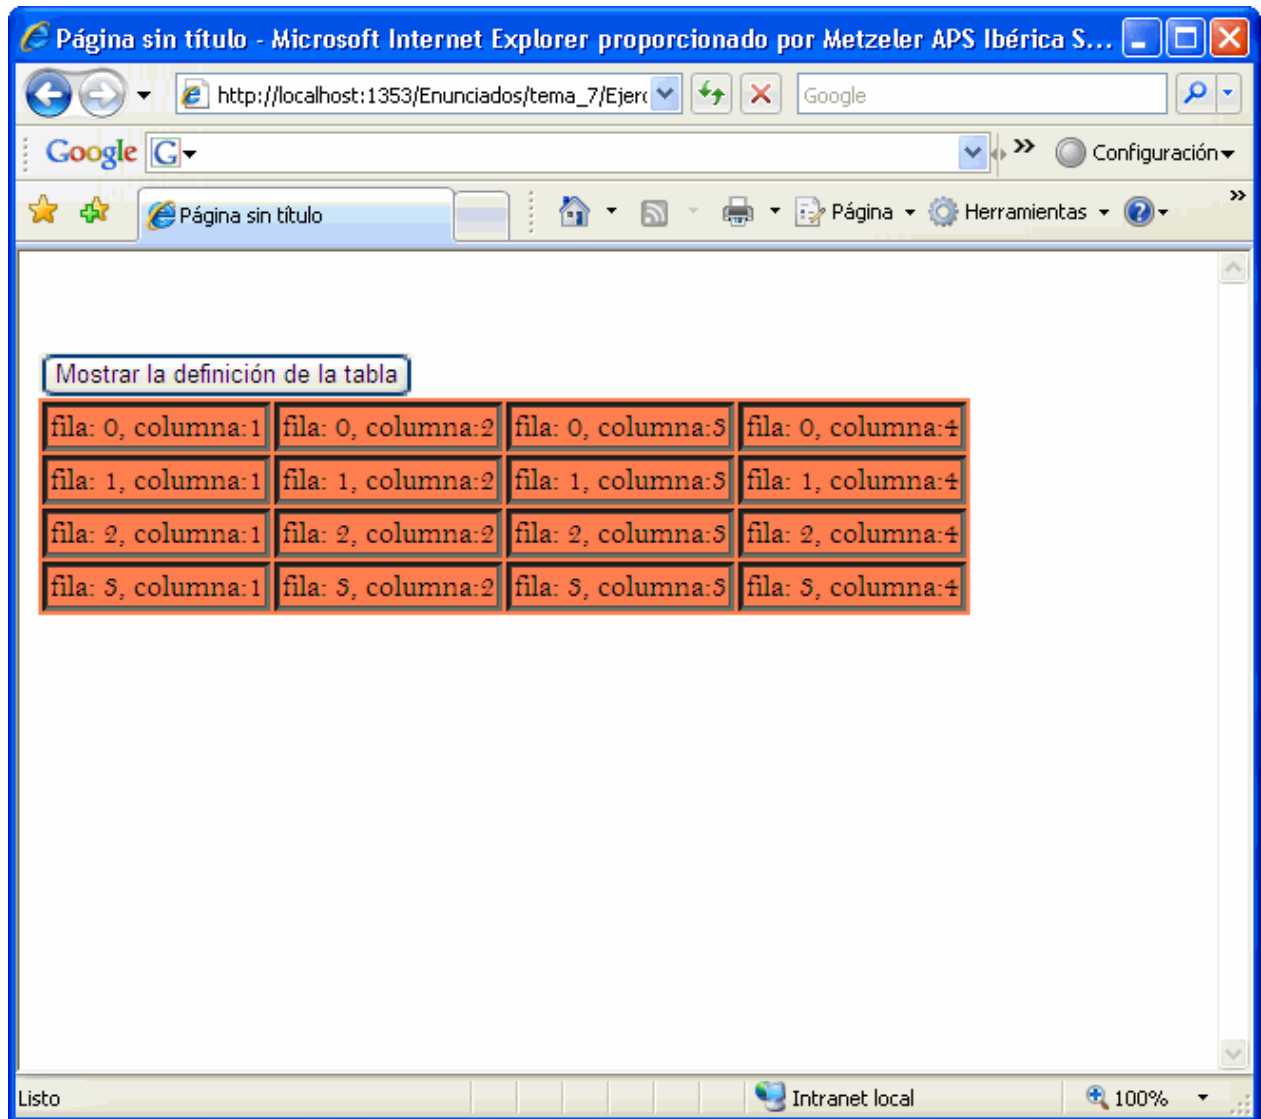 Página sin título - Microsoft Internet Explorer proporcionado por Metzeler APS Ibérica S...
http://localhost:1353/Enunciados/tema_7/Ejer
Google
Google G
Configuración
Página sin título
Página
Herramientas
Mostrar la definición de la tabla
fila: 0, columna:1 fila: 0, columna:2 fila: 0, columna:3 fila: 0, columna:4
fila: 1, columna:1 fila: 1, columna:2 fila: 1, columna:3 fila: 1, columna:4
fila: 2, columna:1 fila: 2, columna:2 fila: 2, columna:3 fila: 2, columna:4
fila: 3, columna:1 fila: 3, columna:2 fila: 3, columna:3 fila: 3, columna:4
Listo
Intranet local
100%